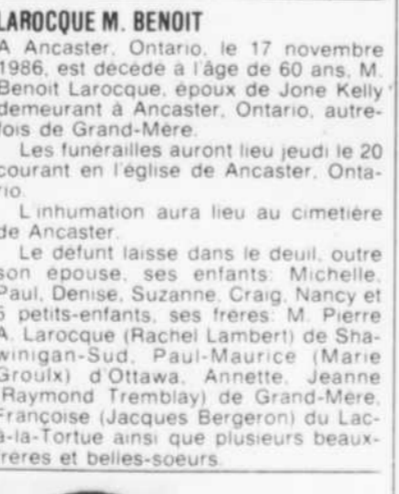 LAROCQUE M. BENOIT
A Ancaster, Ontario, le 17 novembre
1986, est décédé à l'âge de 60 ans, M.
Benoit Larocque, époux de Jone Kelly
demeurant à Ancaster, Ontario, autre-
fois de Grand-Mère.
Les funérailles auront lieu jeudi le 20
courant en l'église de Ancaster, Onta-
rio.
L'inhumation aura lieu au cimetière
de Ancaster.
Le défunt laisse dans le deuil, outre
son épouse, ses enfants: Michelle,
Paul, Denise, Suzanne, Craig, Nancy et
5 petits-enfants, ses frères: M. Pierre
A. Larocque (Rachel Lambert) de Sha-
winigan-Sud, Paul-Maurice (Marie
Groulx) d'Ottawa, Annette, Jeanne
(Raymond Tremblay) de Grand-Mère,
Françoise (Jacques Bergeron) du Lac-
à-la-Tortue ainsi que plusieurs beaux-
frères et belles-soeurs.